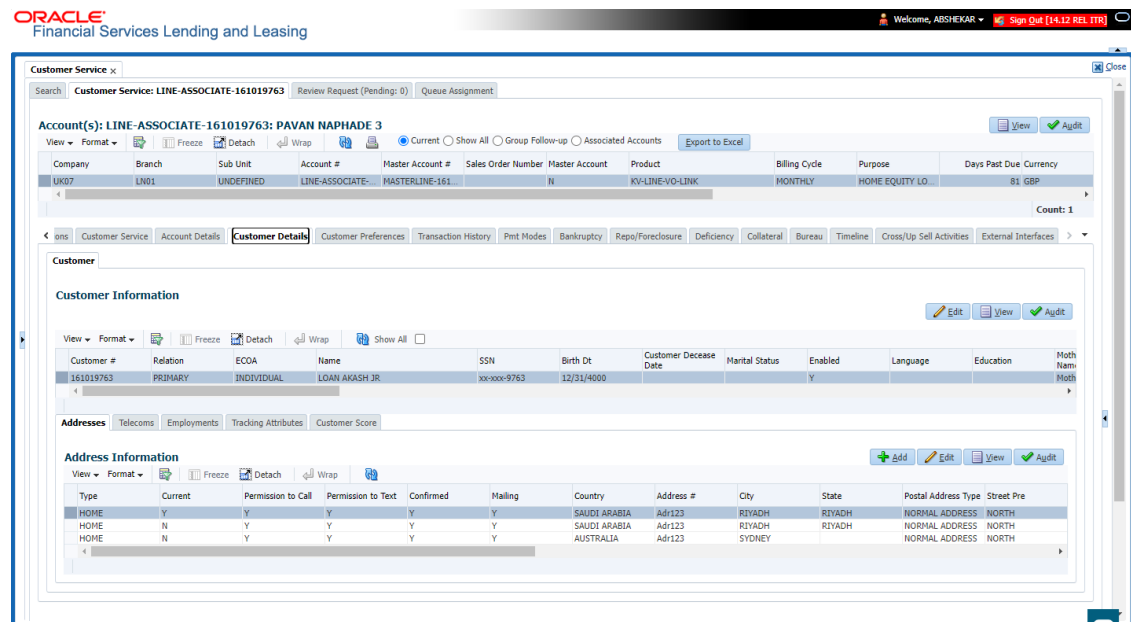 ORACLE
Financial Services Lending and Leasing
Welcome, ABSHEKAR
Sign Out [14.12 REL ITR]
Close
Customer Service x
Search Customer Service: LINE-ASSOCIATE-161019763 Review Request (Pending: 0) Queue Assignment
Account(s): LINE-ASSOCIATE-161019763: PAVAN NAPHADE 3
View Audit
View Format Freeze Detach Wrap Current Show All Group Follow-up Associated Accounts Export to Excel
Company Branch Sub Unit Account # Master Account # Sales Order Number Master Account Product Billing Cycle Purpose Days Past Due Currency
UK07 LN01 UNDEFINED LINE-ASSOCIATE-... MASTERLINE-161... N KV-LINE-VO-LINK MONTHLY HOME EQUITY LO... 81 GBP
Count: 1
ons Customer Service Account Details Customer Details Customer Preferences Transaction History Pmt Modes Bankruptcy Repo/Foreclosure Deficiency Collateral Bureau Timeline Cross/Up Sell Activities External Interfaces
Customer
Customer Information
Edit View Audit
View Format Freeze Detach Wrap Show All
Customer # Relation ECOA Name SSN Birth Dt Customer Decease Date Marital Status Enabled Language Education Moth Name
161019763 PRIMARY INDIVIDUAL LOAN AKASH JR xx-xxx-9763 12/31/4000 Y Moth
Addresses Telecoms Employments Tracking Attributes Customer Score
Address Information
Add Edit View Audit
View Format Freeze Detach Wrap
Type Current Permission to Call Permission to Text Confirmed Mailing Country Address # City State Postal Address Type Street Pre
HOME Y Y Y Y Y SAUDI ARABIA Adr123 RIYADH RIYADH NORMAL ADDRESS NORTH
HOME N Y Y Y Y SAUDI ARABIA Adr123 RIYADH RIYADH NORMAL ADDRESS NORTH
HOME N Y Y Y Y AUSTRALIA Adr123 SYDNEY NORMAL ADDRESS NORTH